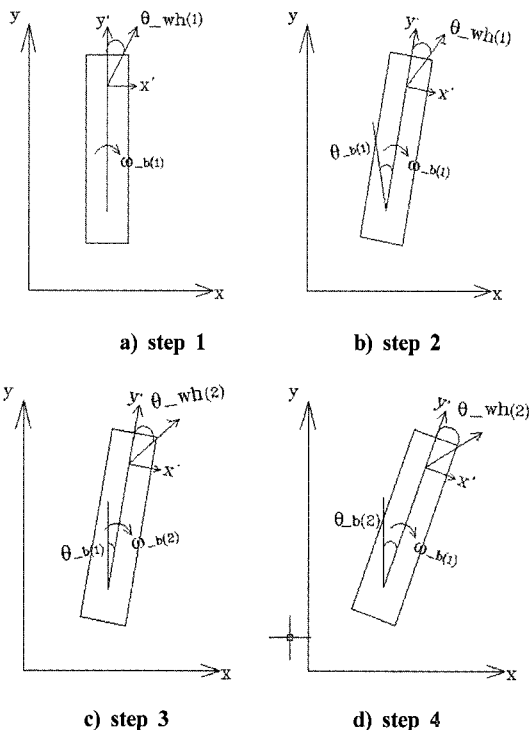 y
y'
θ_wh(1)
x'
ω_b(1)
x
a) step 1
y
y'
θ_wh(1)
x'
θ_b(1)
ω_b(1)
x
b) step 2
y
y'
θ_wh(2)
x'
θ_b(1)
ω_b(2)
x
c) step 3
y
y'
θ_wh(2)
x'
θ_b(2)
ω_b(1)
x
d) step 4